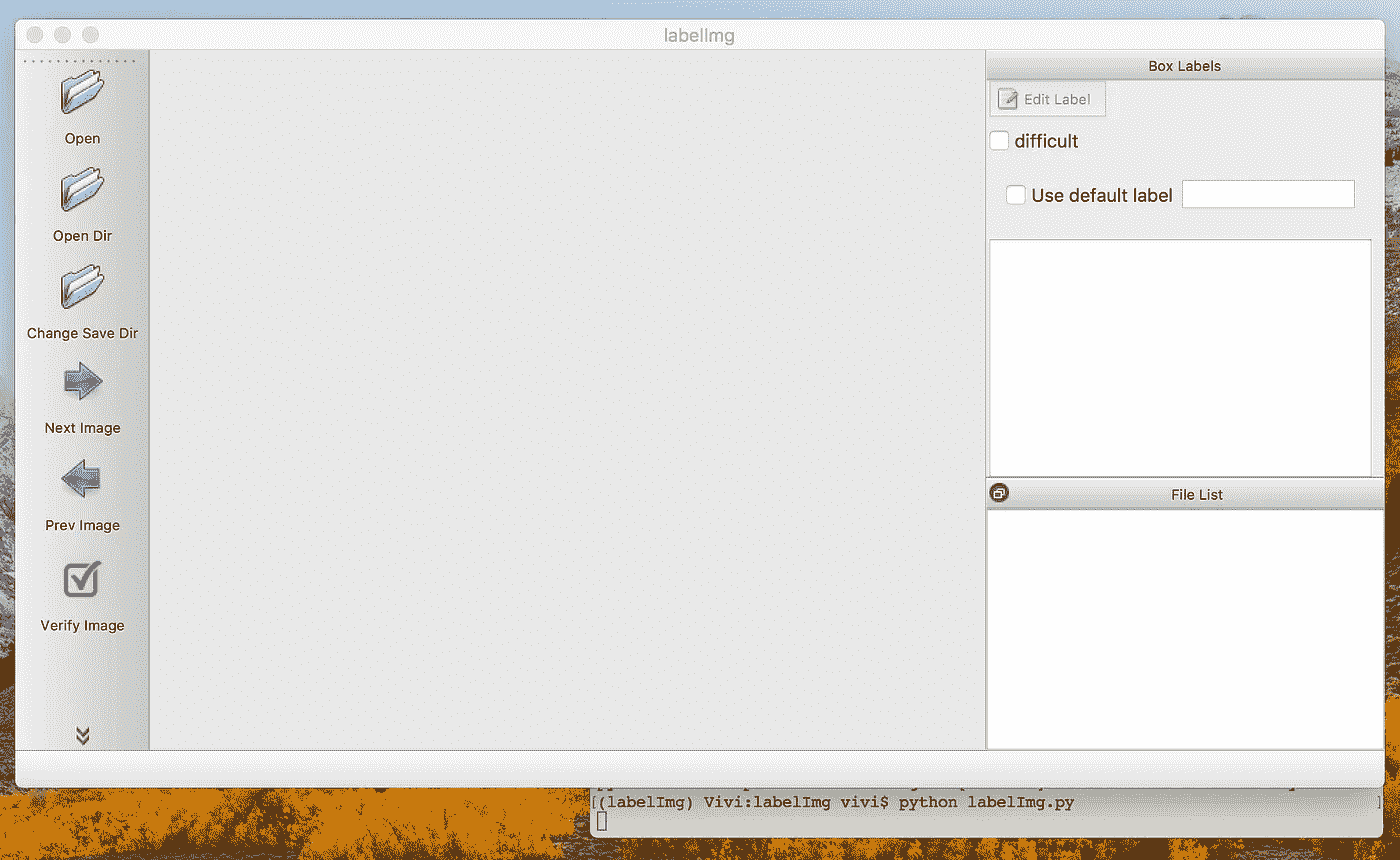 labelImg
Open
Open Dir
Change Save Dir
Next Image
Prev Image
Verify Image
Box Labels
Edit Label
difficult
Use default label
File List
[(labelImg) Vivi:labelImg vivi$ python labelImg.py ]